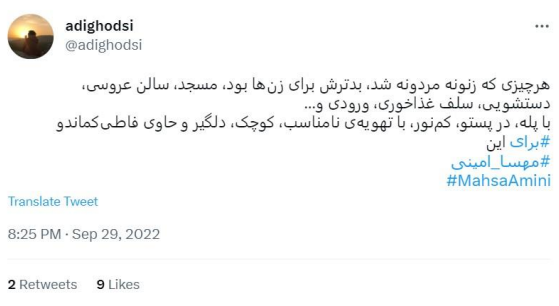 adighodsi
@adighodsi
هرچیزی که زنونه مردونه شد، بدترش برای زن‌ها بود، مسجد، سالن عروسی،
دستشویی، سلف غذاخوری، ورودی و...
با پله، در پستو، کم‌نور، با تهویه‌ی نامناسب، کوچک، دلگیر و حاوی فاطی‌کماندو
#برای این
#مهسا_امینی
#MahsaAmini
Translate Tweet
8:25 PM · Sep 29, 2022
2 Retweets 9 Likes